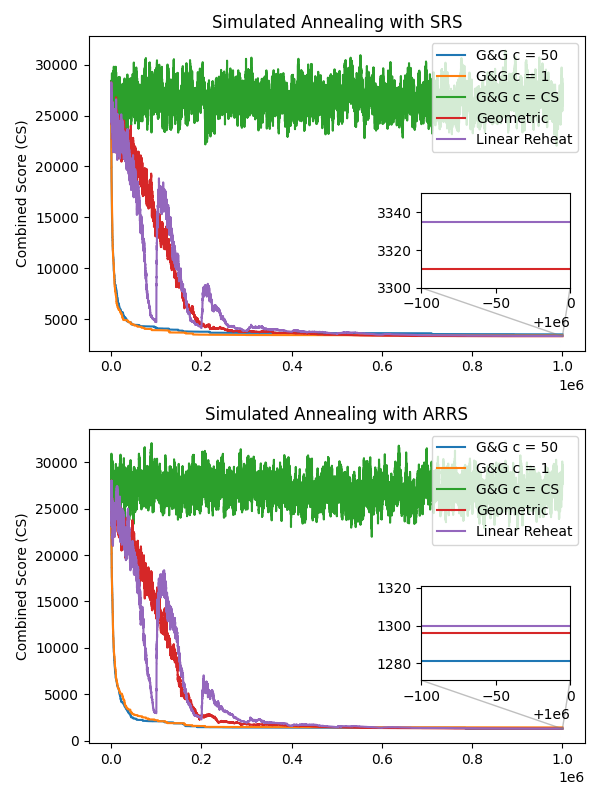 Simulated Annealing with SRS
Combined Score (CS)
30000
25000
20000
15000
10000
5000
G&G c = 50
G&G c = 1
G&G c = CS
Geometric
Linear Reheat
3340
3320
3300
−100
−50
0
+1e6
0.0
0.2
0.4
0.6
0.8
1.0
1e6
Simulated Annealing with ARRS
Combined Score (CS)
30000
25000
20000
15000
10000
5000
0
G&G c = 50
G&G c = 1
G&G c = CS
Geometric
Linear Reheat
1320
1300
1280
−100
−50
0
+1e6
0.0
0.2
0.4
0.6
0.8
1.0
1e6